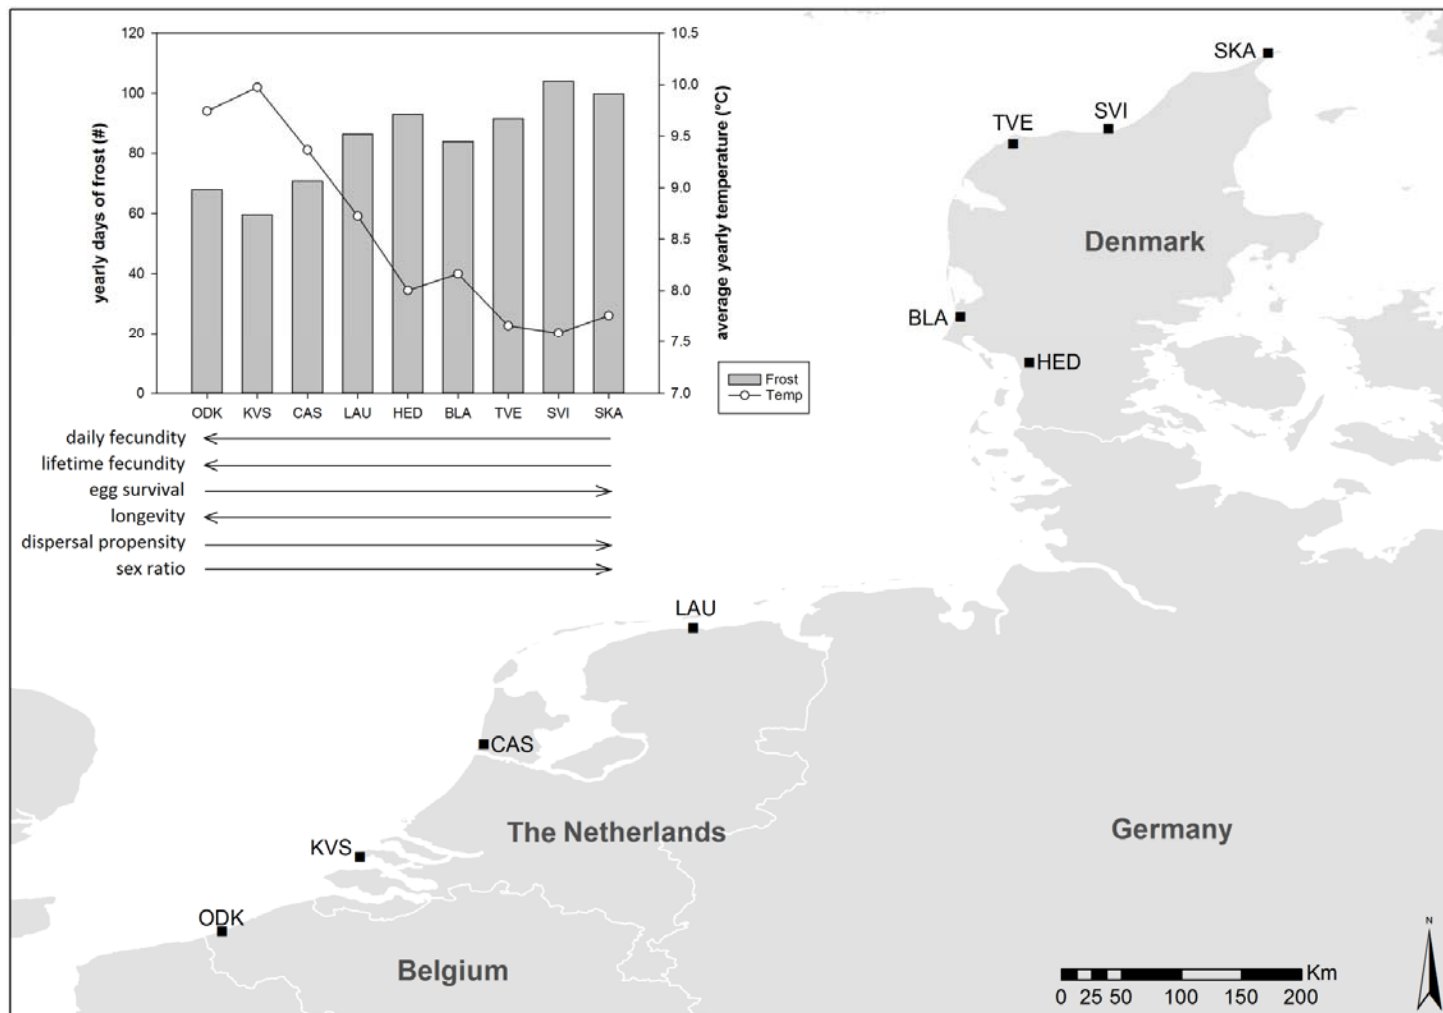 120
100
80
60
40
20
0
yearly days of frost (#)
10.5
10.0
9.5
9.0
8.5
8.0
7.5
7.0
average yearly temperature (°C)
ODK KVS CAS LAU HED BLA TVE SVI SKA
Frost
Temp
daily fecundity
lifetime fecundity
egg survival
longevity
dispersal propensity
sex ratio
SKA
SVI
TVE
Denmark
BLA
HED
LAU
CAS
The Netherlands
Germany
KVS
ODK
Belgium
N
Km
0 25 50 100 150 200